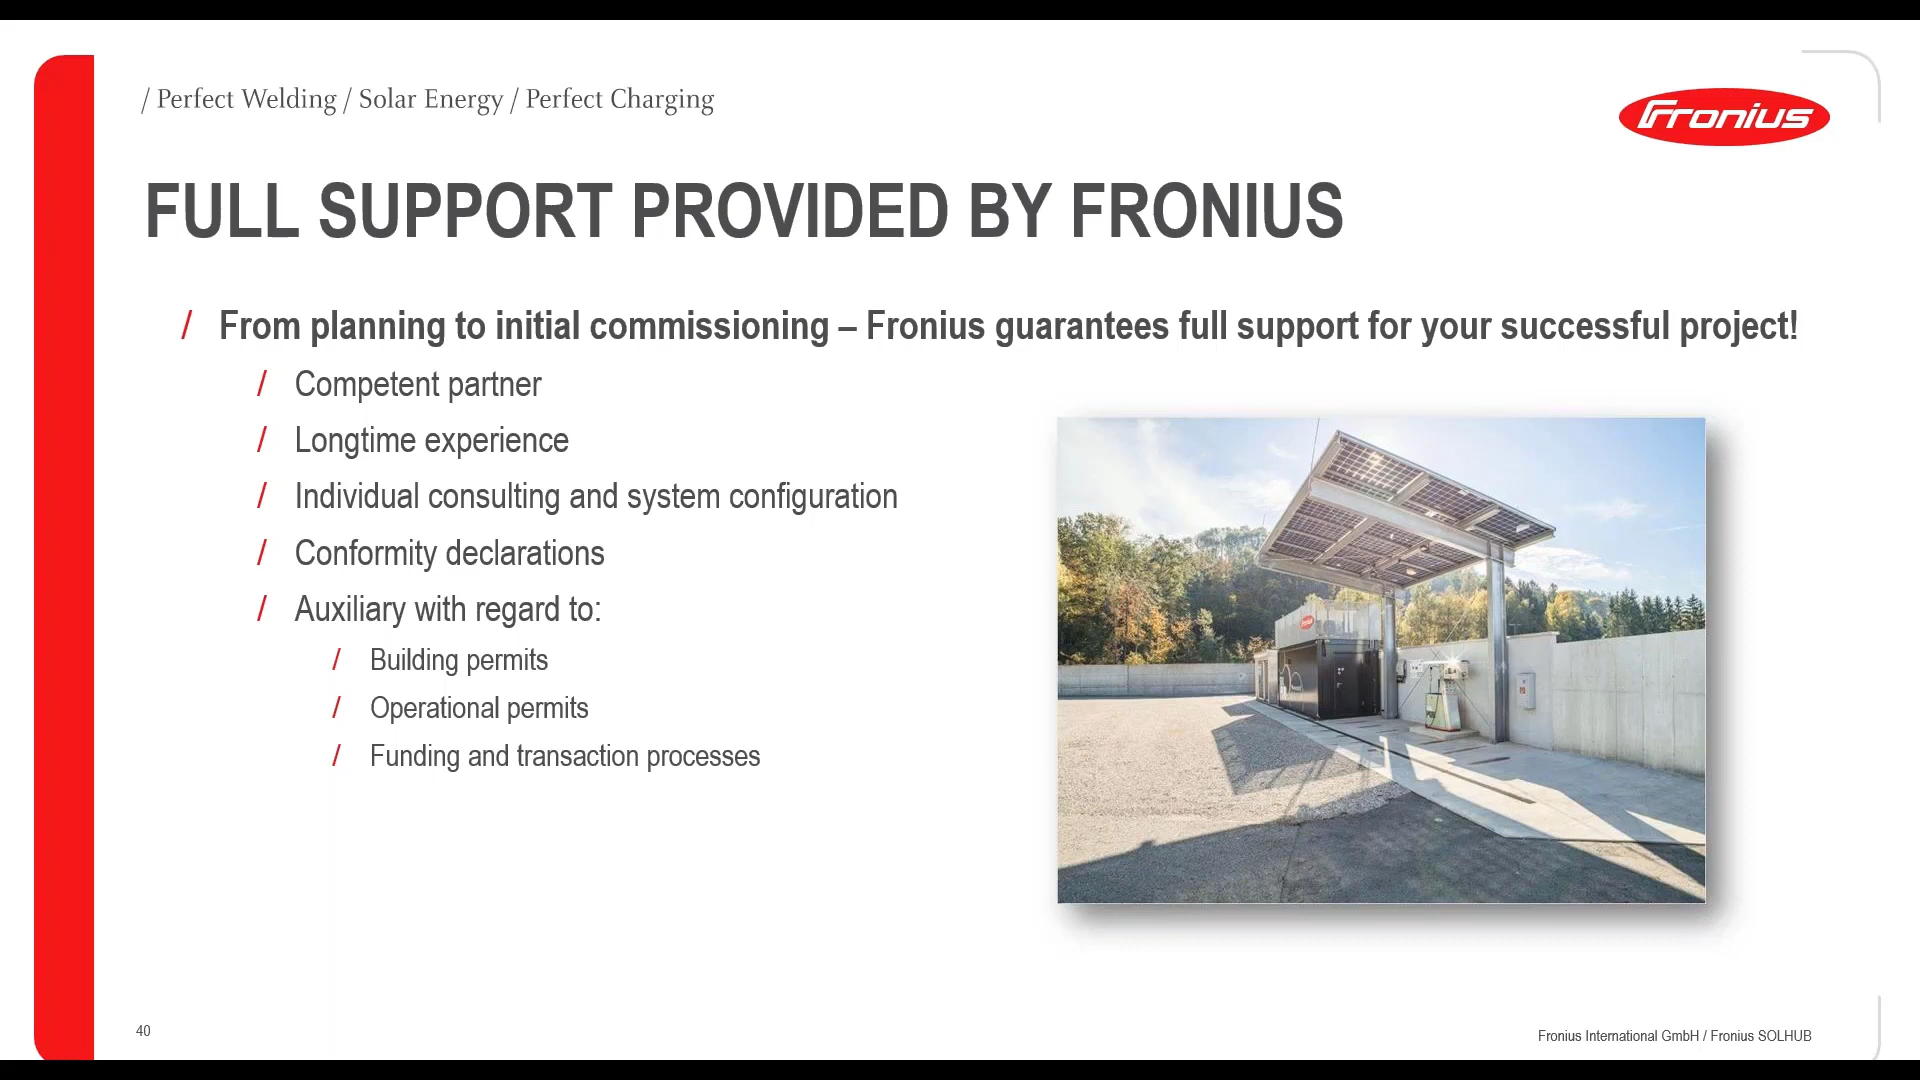 / Perfect Welding / Solar Energy / Perfect Charging
Fronius
FULL SUPPORT PROVIDED BY FRONIUS
/ From planning to initial commissioning – Fronius guarantees full support for your successful project!
/ Competent partner
/ Longtime experience
/ Individual consulting and system configuration
/ Conformity declarations
/ Auxiliary with regard to:
/ Building permits
/ Operational permits
/ Funding and transaction processes
Fronius
40
Fronius International GmbH / Fronius SOLHUB